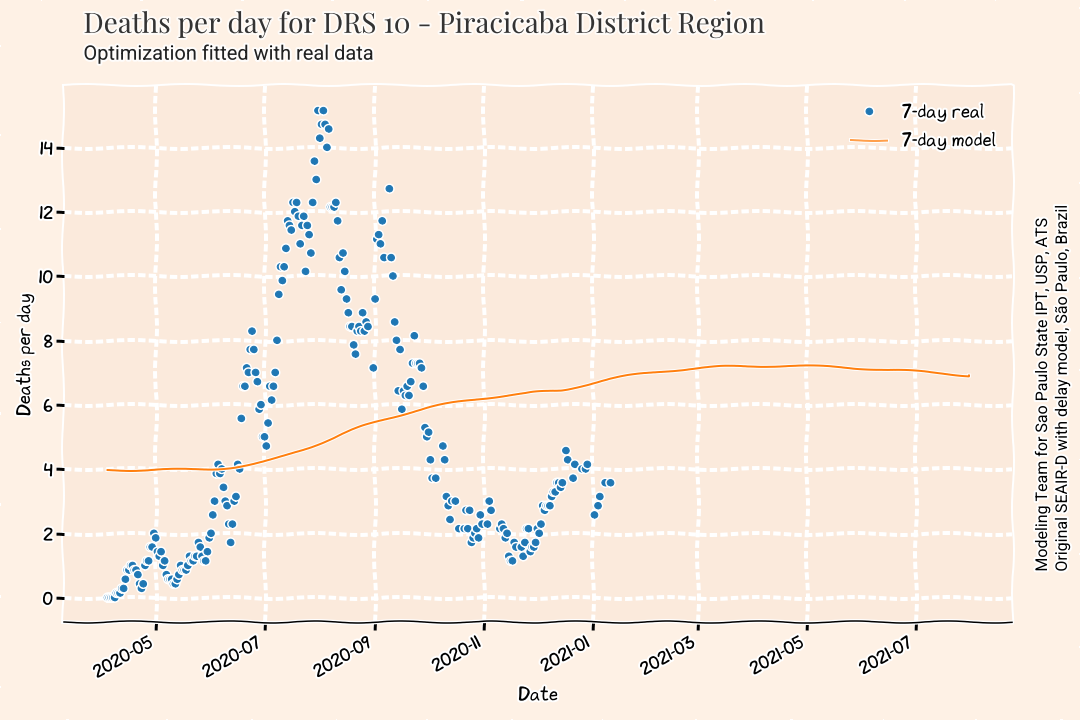 Deaths per day for DRS 10 - Piracicaba District Region
Optimization fitted with real data
7-day real
7-day model
14
12
10
8
6
4
2
0
Deaths per day
2020-05
2020-07
2020-09
2020-11
2021-01
2021-03
2021-05
2021-07
Date
Modeling Team for Sao Paulo State IPT, USP, ATS
Original SEAIR-D with delay model, São Paulo, Brazil